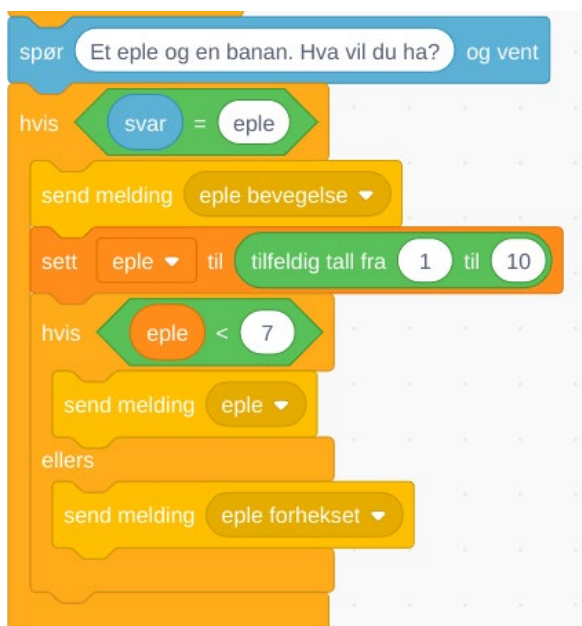 spør Et eple og en banan. Hva vil du ha? og vent
hvis svar = eple
send melding eple bevegelse
sett eple til tilfeldig tall fra 1 til 10
hvis eple < 7
send melding eple
ellers
send melding eple forhekset